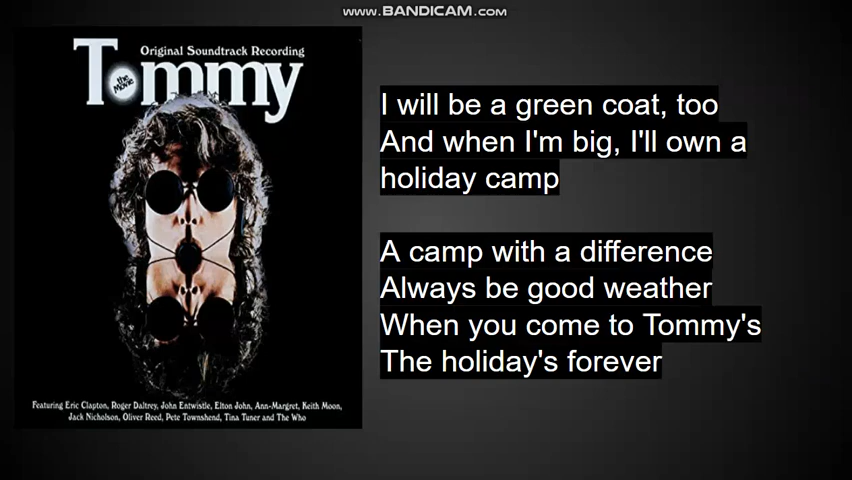 www.BANDICAM.com
Original Soundtrack Recording
Tommy
the Movie
Featuring Eric Clapton, Roger Daltrey, John Entwistle, Elton John, Ann-Margret, Keith Moon,
Jack Nicholson, Oliver Reed, Pete Townshend, Tina Tuner and The Who
I will be a green coat, too
And when I'm big, I'll own a
holiday camp
A camp with a difference
Always be good weather
When you come to Tommy's
The holiday's forever